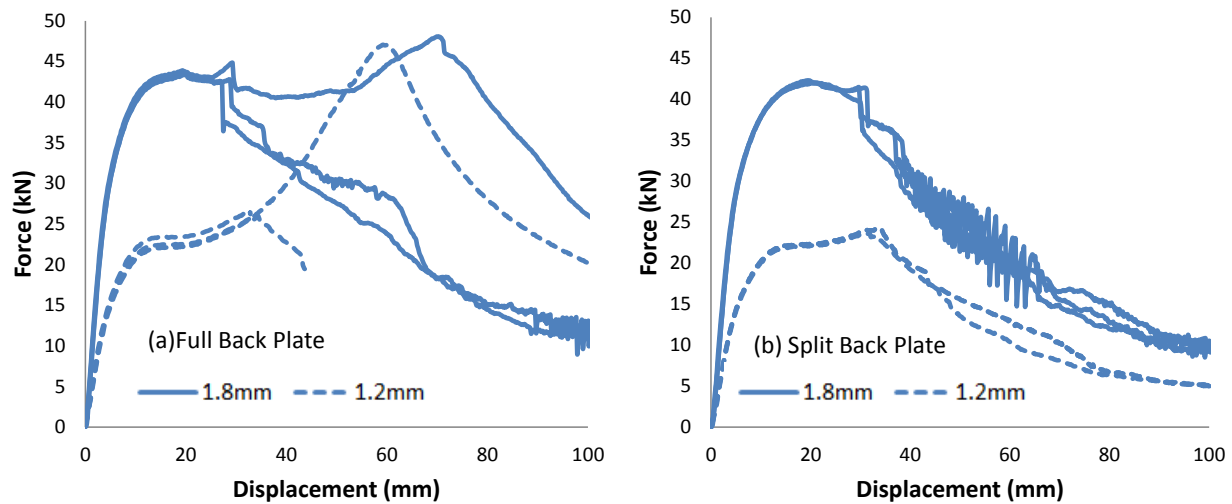 50
45
40
35
30
25
20
15
10
5
0
Force (kN)
(a)Full Back Plate
1.8mm 1.2mm
0 20 40 60 80 100
Displacement (mm)
50
45
40
35
30
25
20
15
10
5
0
Force (kN)
(b) Split Back Plate
1.8mm 1.2mm
0 20 40 60 80 100
Displacement (mm)